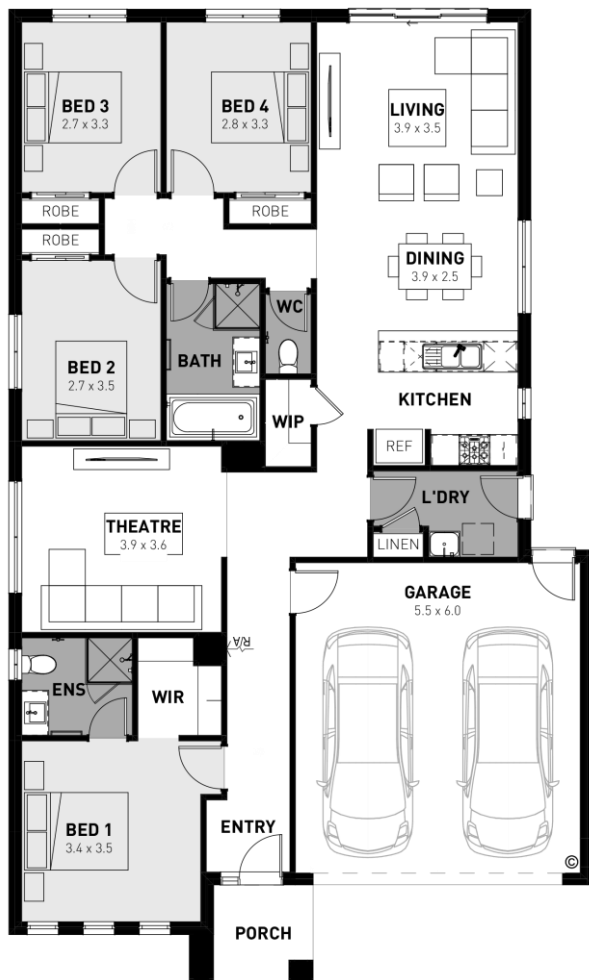 BED 3
2.7 x 3.3
BED 4
2.8 x 3.3
LIVING
3.9 x 3.5
ROBE
ROBE
ROBE
DINING
3.9 x 2.5
WC
BATH
BED 2
2.7 x 3.5
KITCHEN
WIP
REF
L'DRY
LINEN
THEATRE
3.9 x 3.6
GARAGE
5.5 x 6.0
R/A
ENS
WIR
BED 1
3.4 x 3.5
ENTRY
©
PORCH